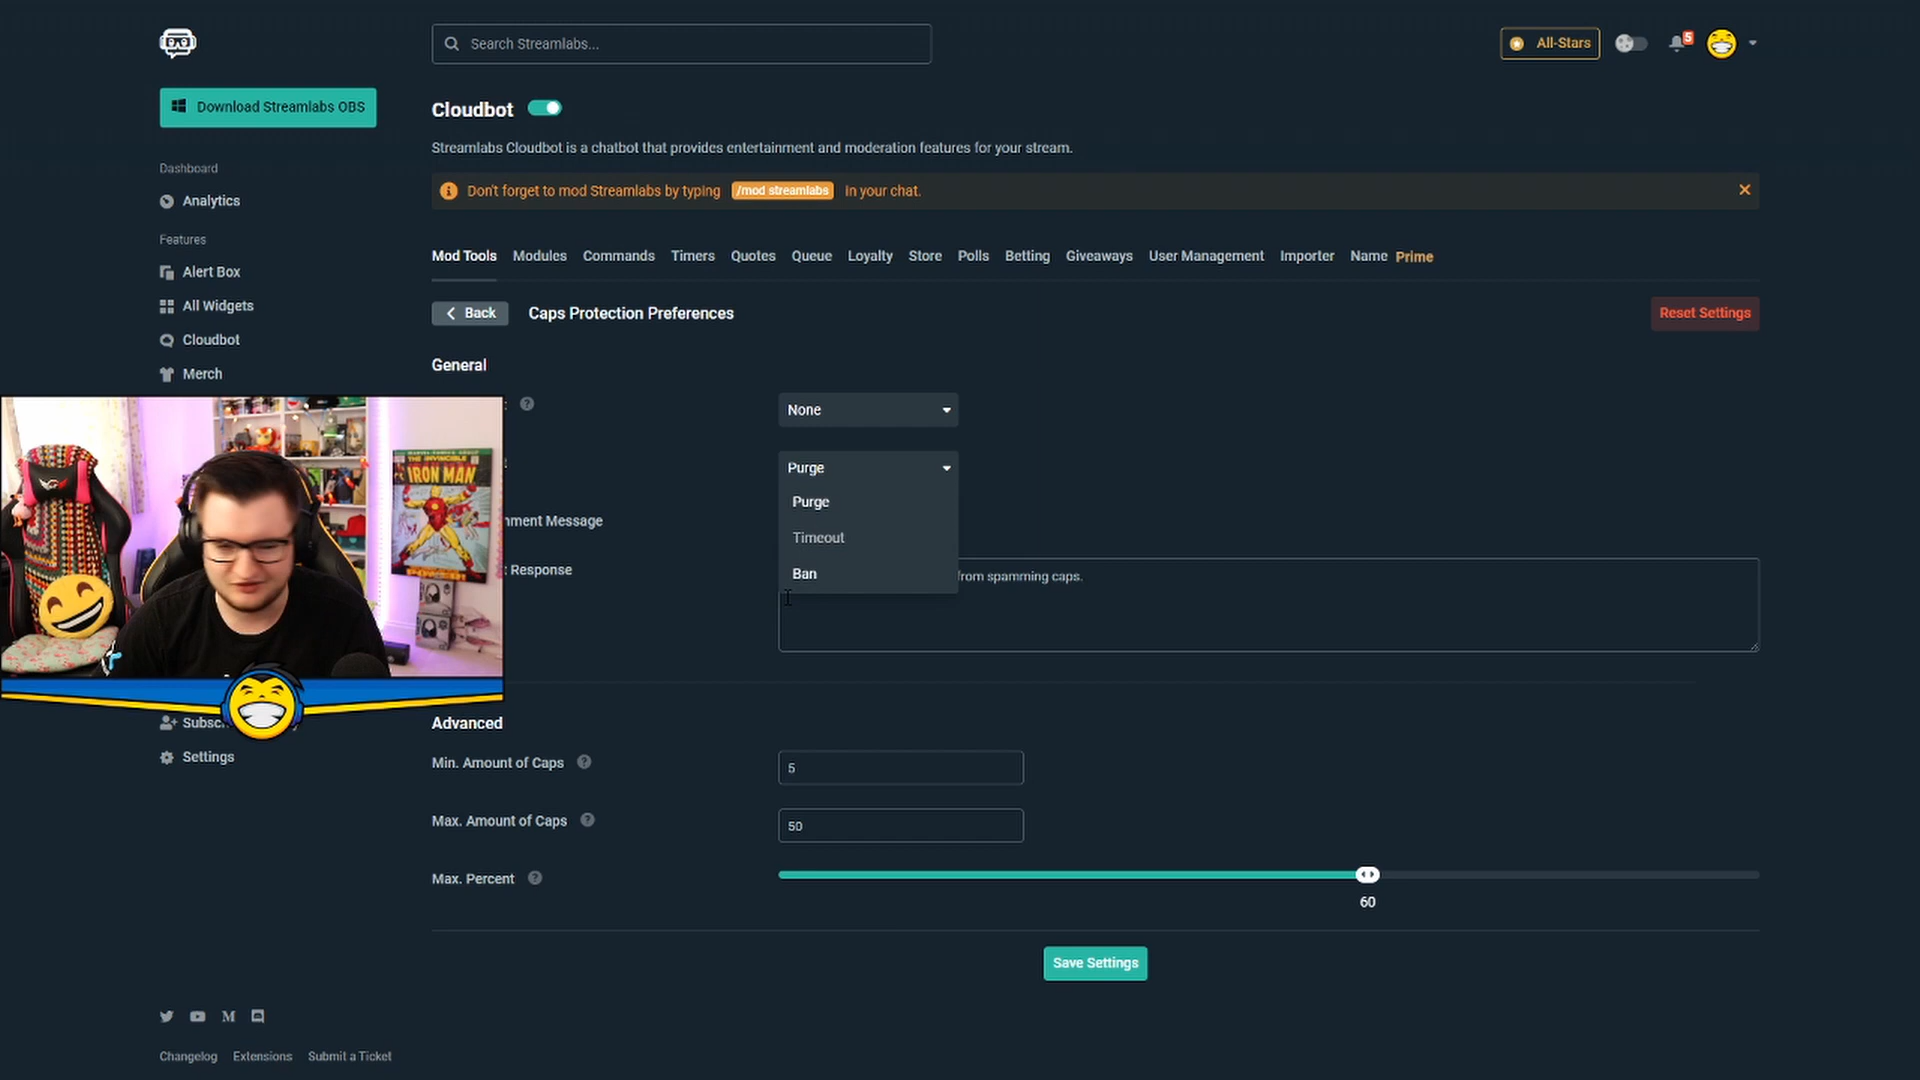 Search Streamlabs...
All-Stars
5
Download Streamlabs OBS
Cloudbot
Streamlabs Cloudbot is a chatbot that provides entertainment and moderation features for your stream.
Don't forget to mod Streamlabs by typing /mod streamlabs in your chat.
Dashboard
Analytics
Features
Alert Box
All Widgets
Cloudbot
Merch
Mod Tools Modules Commands Timers Quotes Queue Loyalty Store Polls Betting Giveaways User Management Importer Name Prime
Back
Caps Protection Preferences
Reset Settings
General
None
Purge
Purge
Timeout
Ban
nment Message
Response
from spamming caps.
THE INVINCIBLE
IRON MAN
Subsc
Settings
Advanced
Min. Amount of Caps
5
Max. Amount of Caps
50
Max. Percent
60
Save Settings
Changelog Extensions Submit a Ticket